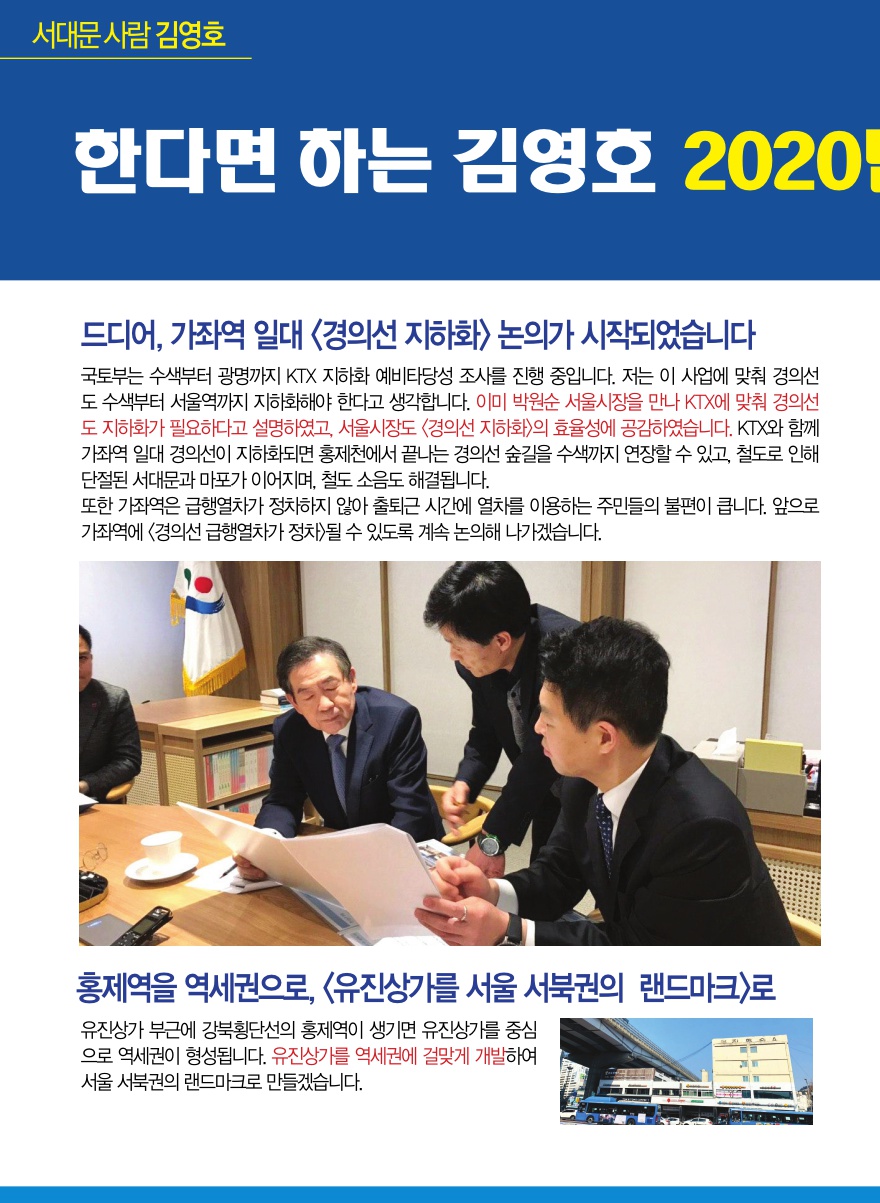 서대문 사람 김영호
한다면 하는 김영호 2020
드디어, 가좌역 일대 〈경의선 지하화〉 논의가 시작되었습니다
국토부는 수색부터 광명까지 KTX 지하화 예비타당성 조사를 진행 중입니다. 저는 이 사업에 맞춰 경의선
도 수색부터 서울역까지 지하화해야 한다고 생각합니다. 이미 박원순 서울시장을 만나 KTX에 맞춰 경의선
도 지하화가 필요하다고 설명하였고, 서울시장도 〈경의선 지하화〉의 효율성에 공감하였습니다. KTX와 함께
가좌역 일대 경의선이 지하화되면 홍제천에서 끝나는 경의선 숲길을 수색까지 연장할 수 있고, 철도로 인해
단절된 서대문과 마포가 이어지며, 철도 소음도 해결됩니다.
또한 가좌역은 급행열차가 정차하지 않아 출퇴근 시간에 열차를 이용하는 주민들의 불편이 큽니다. 앞으로
가좌역에 〈경의선 급행열차가 정차〉될 수 있도록 계속 논의해 나가겠습니다.
홍제역을 역세권으로, 〈유진상가를 서울 서북권의 랜드마크〉로
유진상가 부근에 강북횡단선의 홍제역이 생기면 유진상가를 중심
으로 역세권이 형성됩니다. 유진상가를 역세권에 걸맞게 개발하여
서울 서북권의 랜드마크로 만들겠습니다.